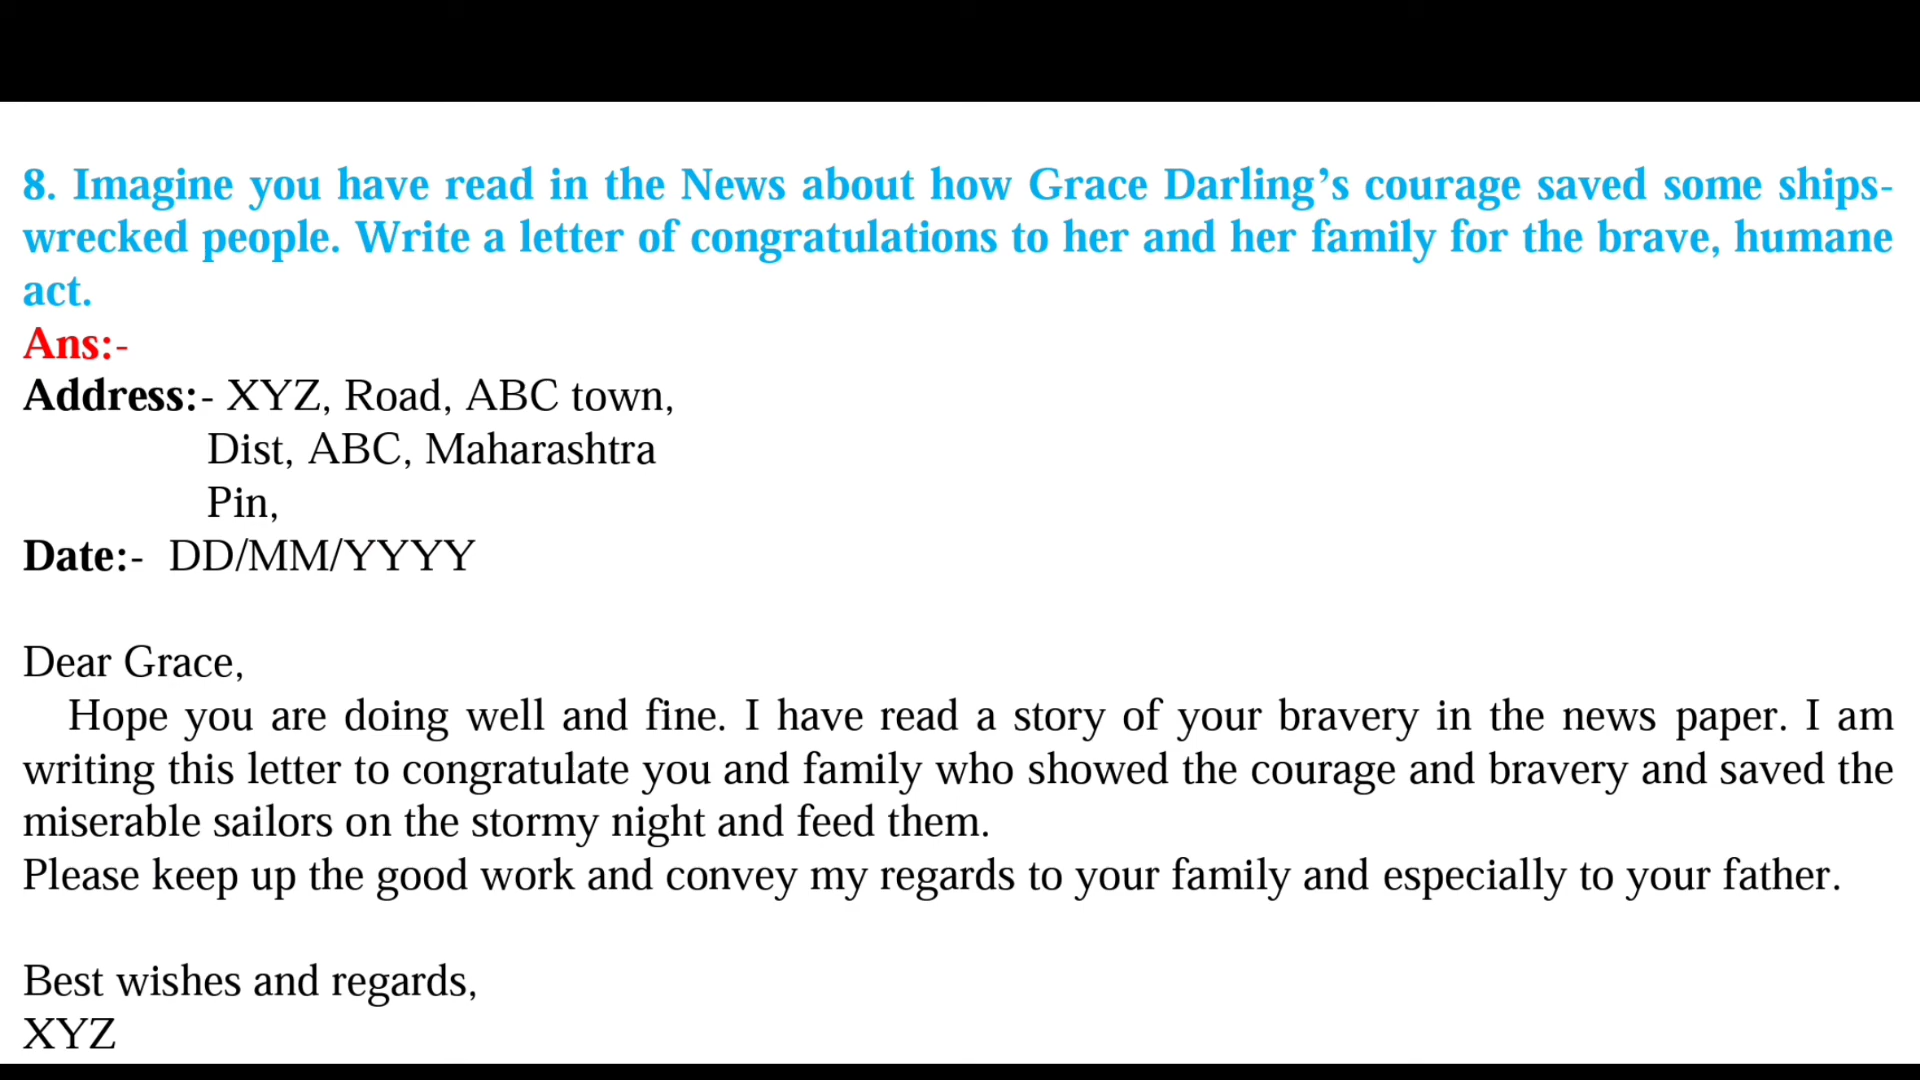 8. Imagine you have read in the News about how Grace Darling’s courage saved some ships-
wrecked people. Write a letter of congratulations to her and her family for the brave, humane
act.
Ans:-
Address:- XYZ, Road, ABC town,
Dist, ABC, Maharashtra
Pin,
Date:- DD/MM/YYYY
Dear Grace,
Hope you are doing well and fine. I have read a story of your bravery in the news paper. I am
writing this letter to congratulate you and family who showed the courage and bravery and saved the
miserable sailors on the stormy night and feed them.
Please keep up the good work and convey my regards to your family and especially to your father.
Best wishes and regards,
XYZ